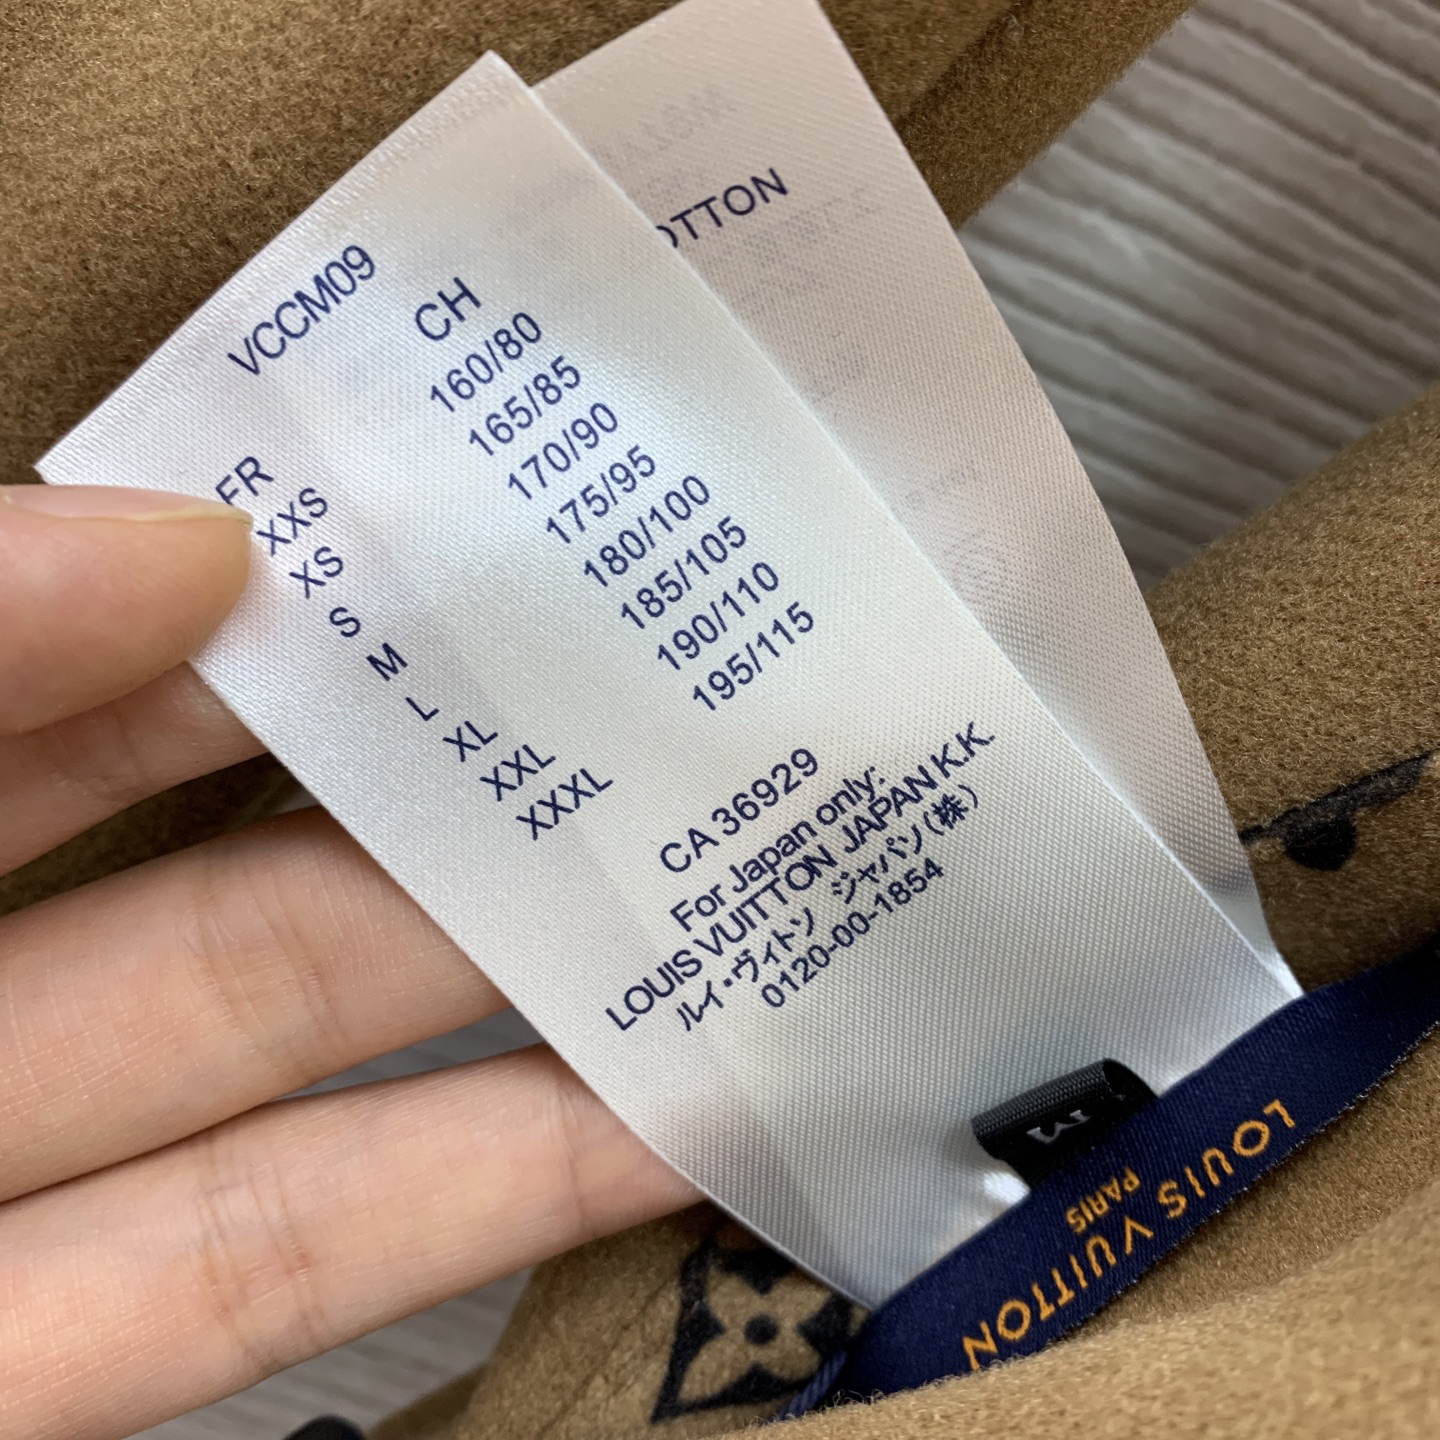 VCCM09
CH
160/80
165/85
170/90
175/95
180/100
185/105
190/110
195/115
FR
XXS
XS
S
M
L
XL
XXL
XXXL
CA 36929
For Japan only:
LOUIS VUITTON JAPAN K.K.
ルイ・ヴィトン ジャパン(株)
0120-00-1854
OTTON
M
LOUIS VUITTON
PARIS